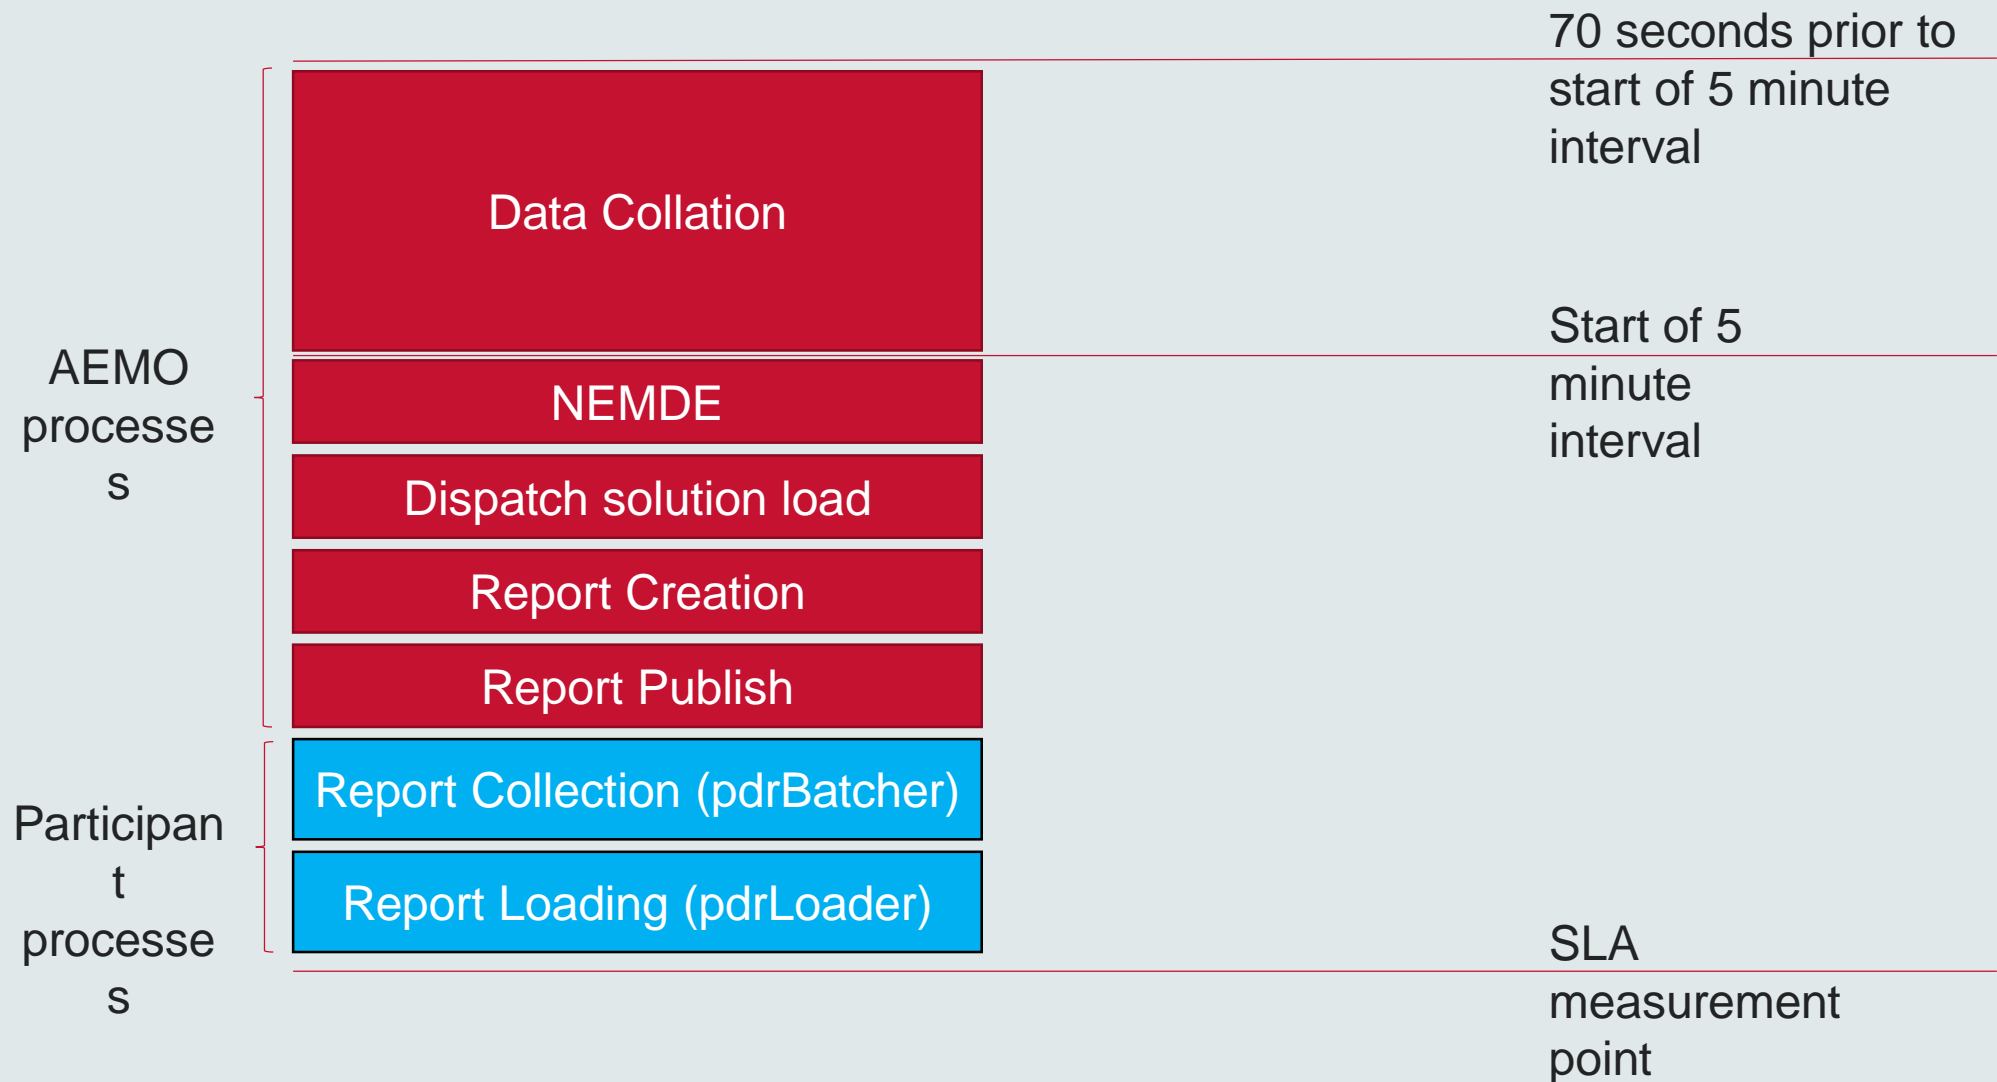 70 seconds prior to
start of 5 minute
interval
Data Collation
Start of 5
minute
interval
AEMO
processe
s
NEMDE
Dispatch solution load
Report Creation
Report Publish
Report Collection (pdrBatcher)
Participan
t
processe
s
Report Loading (pdrLoader)
SLA
measurement
point